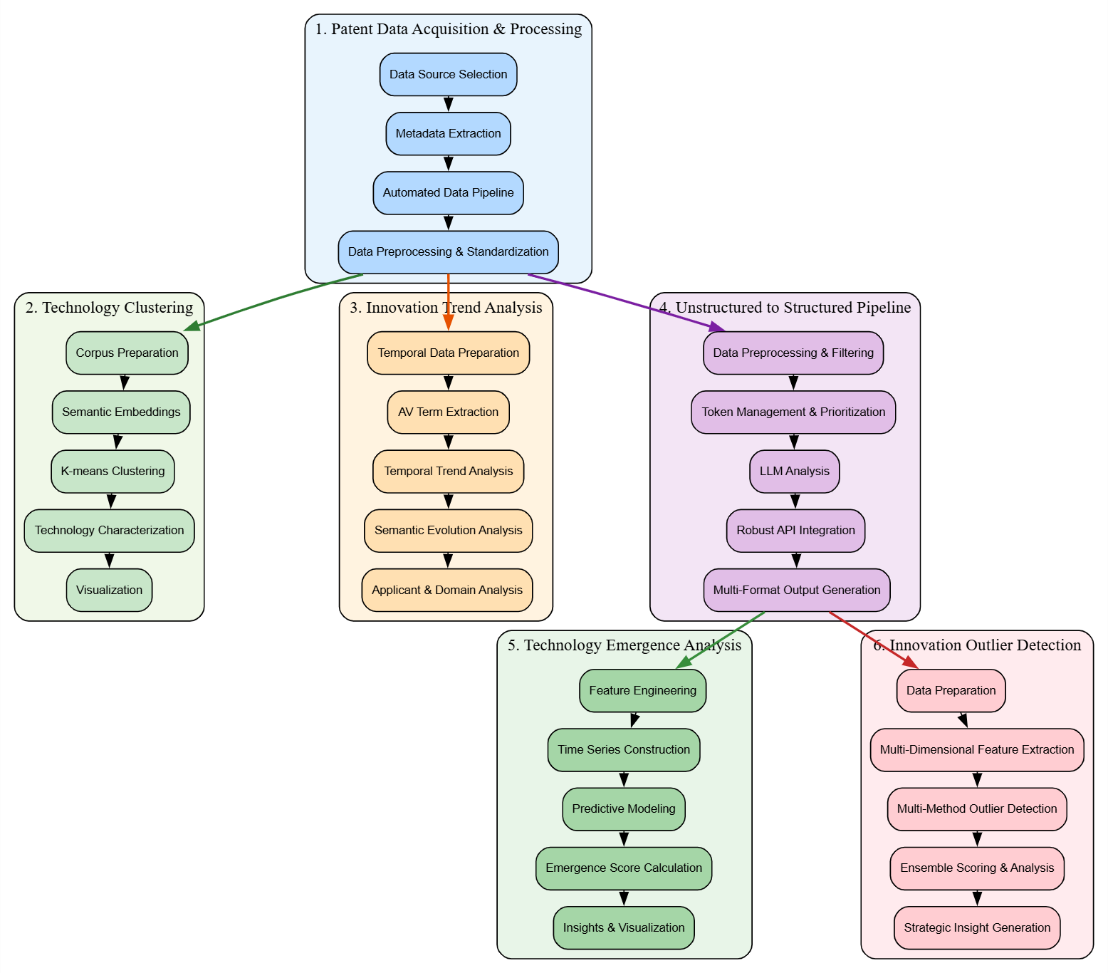 1. Patent Data Acquisition & Processing
Data Source Selection
Metadata Extraction
Automated Data Pipeline
Data Preprocessing & Standardization
2. Technology Clustering
Corpus Preparation
Semantic Embeddings
K-means Clustering
Technology Characterization
Visualization
3. Innovation Trend Analysis
Temporal Data Preparation
AV Term Extraction
Temporal Trend Analysis
Semantic Evolution Analysis
Applicant & Domain Analysis
4. Unstructured to Structured Pipeline
Data Preprocessing & Filtering
Token Management & Prioritization
LLM Analysis
Robust API Integration
Multi-Format Output Generation
5. Technology Emergence Analysis
Feature Engineering
Time Series Construction
Predictive Modeling
Emergence Score Calculation
Insights & Visualization
6. Innovation Outlier Detection
Data Preparation
Multi-Dimensional Feature Extraction
Multi-Method Outlier Detection
Ensemble Scoring & Analysis
Strategic Insight Generation